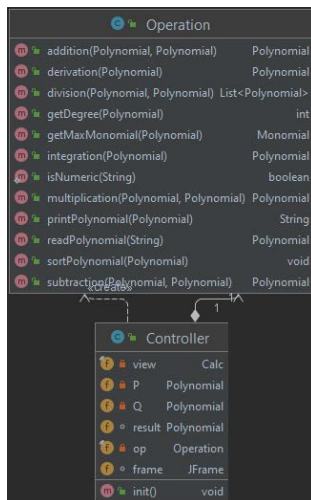 Operation
addition(Polynomial, Polynomial) Polynomial
derivation(Polynomial) Polynomial
division(Polynomial, Polynomial) List<Polynomial>
getDegree(Polynomial) int
getMaxMonomial(Polynomial) Monomial
integration(Polynomial) Polynomial
isNumeric(String) boolean
multiplication(Polynomial, Polynomial) Polynomial
printPolynomial(Polynomial) String
readPolynomial(String) Polynomial
sortPolynomial(Polynomial) void
subtraction(Polynomial, Polynomial) Polynomial
«create»
1
1
Controller
view Calc
P Polynomial
Q Polynomial
result Polynomial
op Operation
frame JFrame
init() void